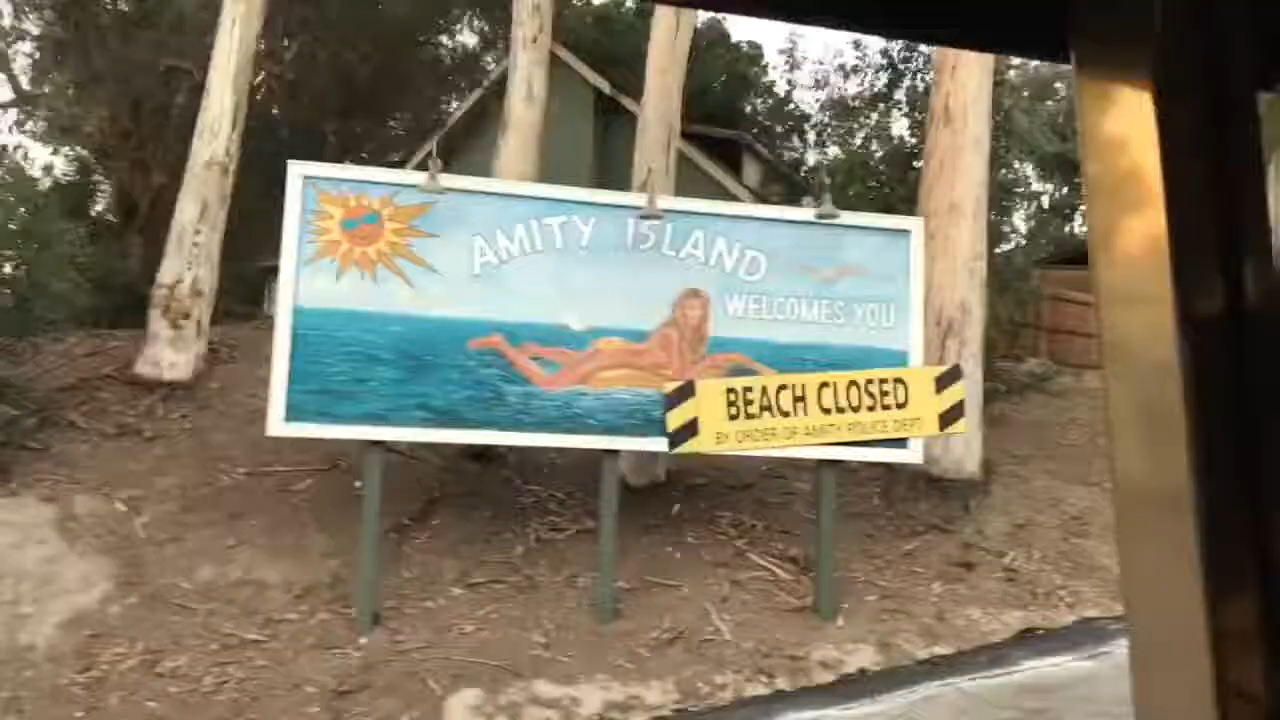 AMITY ISLAND
WELCOMES YOU
BEACH CLOSED
BY ORDER OF AMITY POLICE DEPT